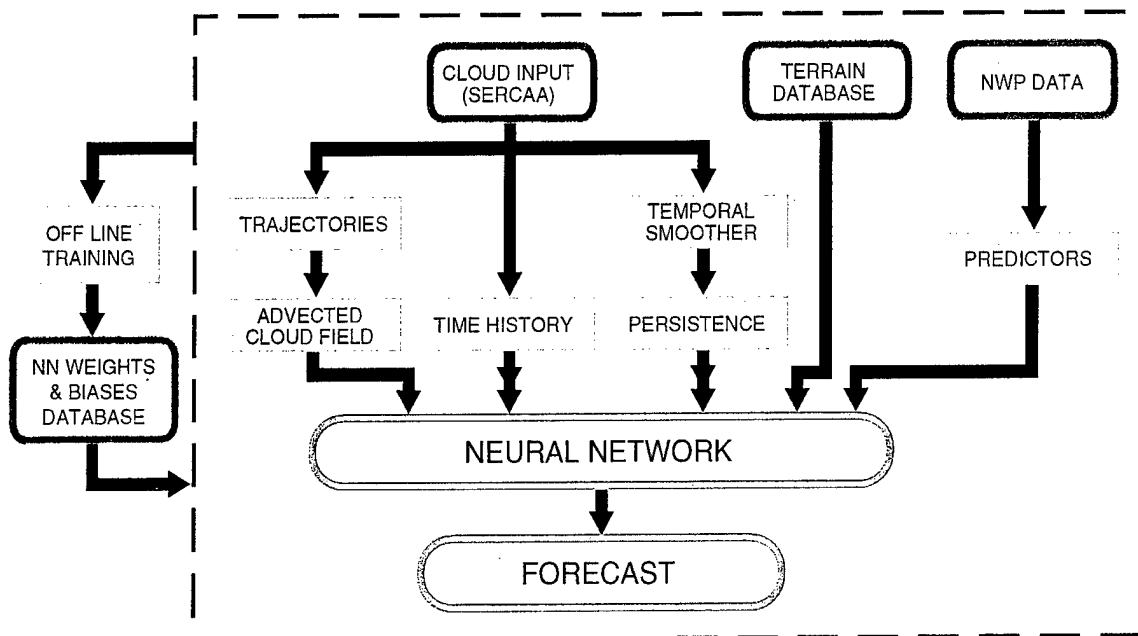 CLOUD INPUT
(SERCAA)
TERRAIN
DATABASE
NWP DATA
OFF LINE
TRAINING
TRAJECTORIES
TEMPORAL
SMOOTHER
PREDICTORS
ADVECTED
CLOUD FIELD
TIME HISTORY
PERSISTENCE
NN WEIGHTS
& BIASES
DATABASE
NEURAL NETWORK
FORECAST